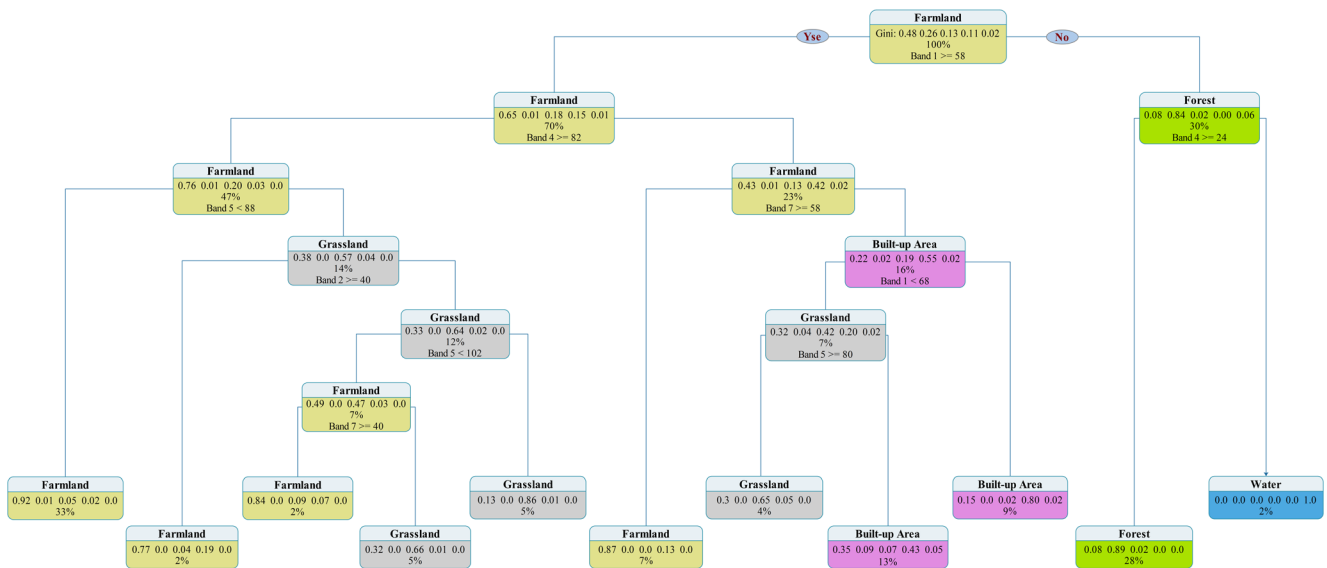 Farmland
Gini: 0.48 0.26 0.13 0.11 0.02
100%
Band 1 >= 58
Yse
No
Farmland
0.65 0.01 0.18 0.15 0.01
70%
Band 4 >= 82
Forest
0.08 0.84 0.02 0.00 0.06
30%
Band 4 >= 24
Farmland
0.76 0.01 0.20 0.03 0.0
47%
Band 5 < 88
Farmland
0.43 0.01 0.13 0.42 0.02
23%
Band 7 >= 58
Grassland
0.38 0.0 0.57 0.04 0.0
14%
Band 2 >= 40
Built-up Area
0.22 0.02 0.19 0.55 0.02
16%
Band 1 < 68
Grassland
0.33 0.0 0.64 0.02 0.0
12%
Band 5 < 102
Grassland
0.32 0.04 0.42 0.20 0.02
7%
Band 5 >= 80
Farmland
0.49 0.0 0.47 0.03 0.0
7%
Band 7 >= 40
Farmland
0.92 0.01 0.05 0.02 0.0
33%
Farmland
0.84 0.0 0.09 0.07 0.0
2%
Grassland
0.13 0.0 0.86 0.01 0.0
5%
Grassland
0.3 0.0 0.65 0.05 0.0
4%
Built-up Area
0.15 0.0 0.02 0.80 0.02
9%
Water
0.0 0.0 0.0 0.0 0.0 1.0
2%
Farmland
0.77 0.0 0.04 0.19 0.0
2%
Grassland
0.32 0.0 0.66 0.01 0.0
5%
Farmland
0.87 0.0 0.0 0.13 0.0
7%
Built-up Area
0.35 0.09 0.07 0.43 0.05
13%
Forest
0.08 0.89 0.02 0.0 0.0
28%